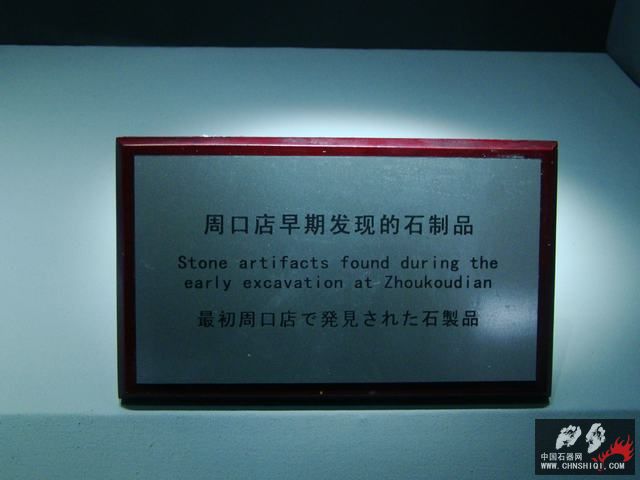 周口店早期发现的石制品
Stone artifacts found during the
early excavation at Zhoukoudian
最初周口店で発見された石製品
中国石器网
WWW.CHNSHIQI.COM